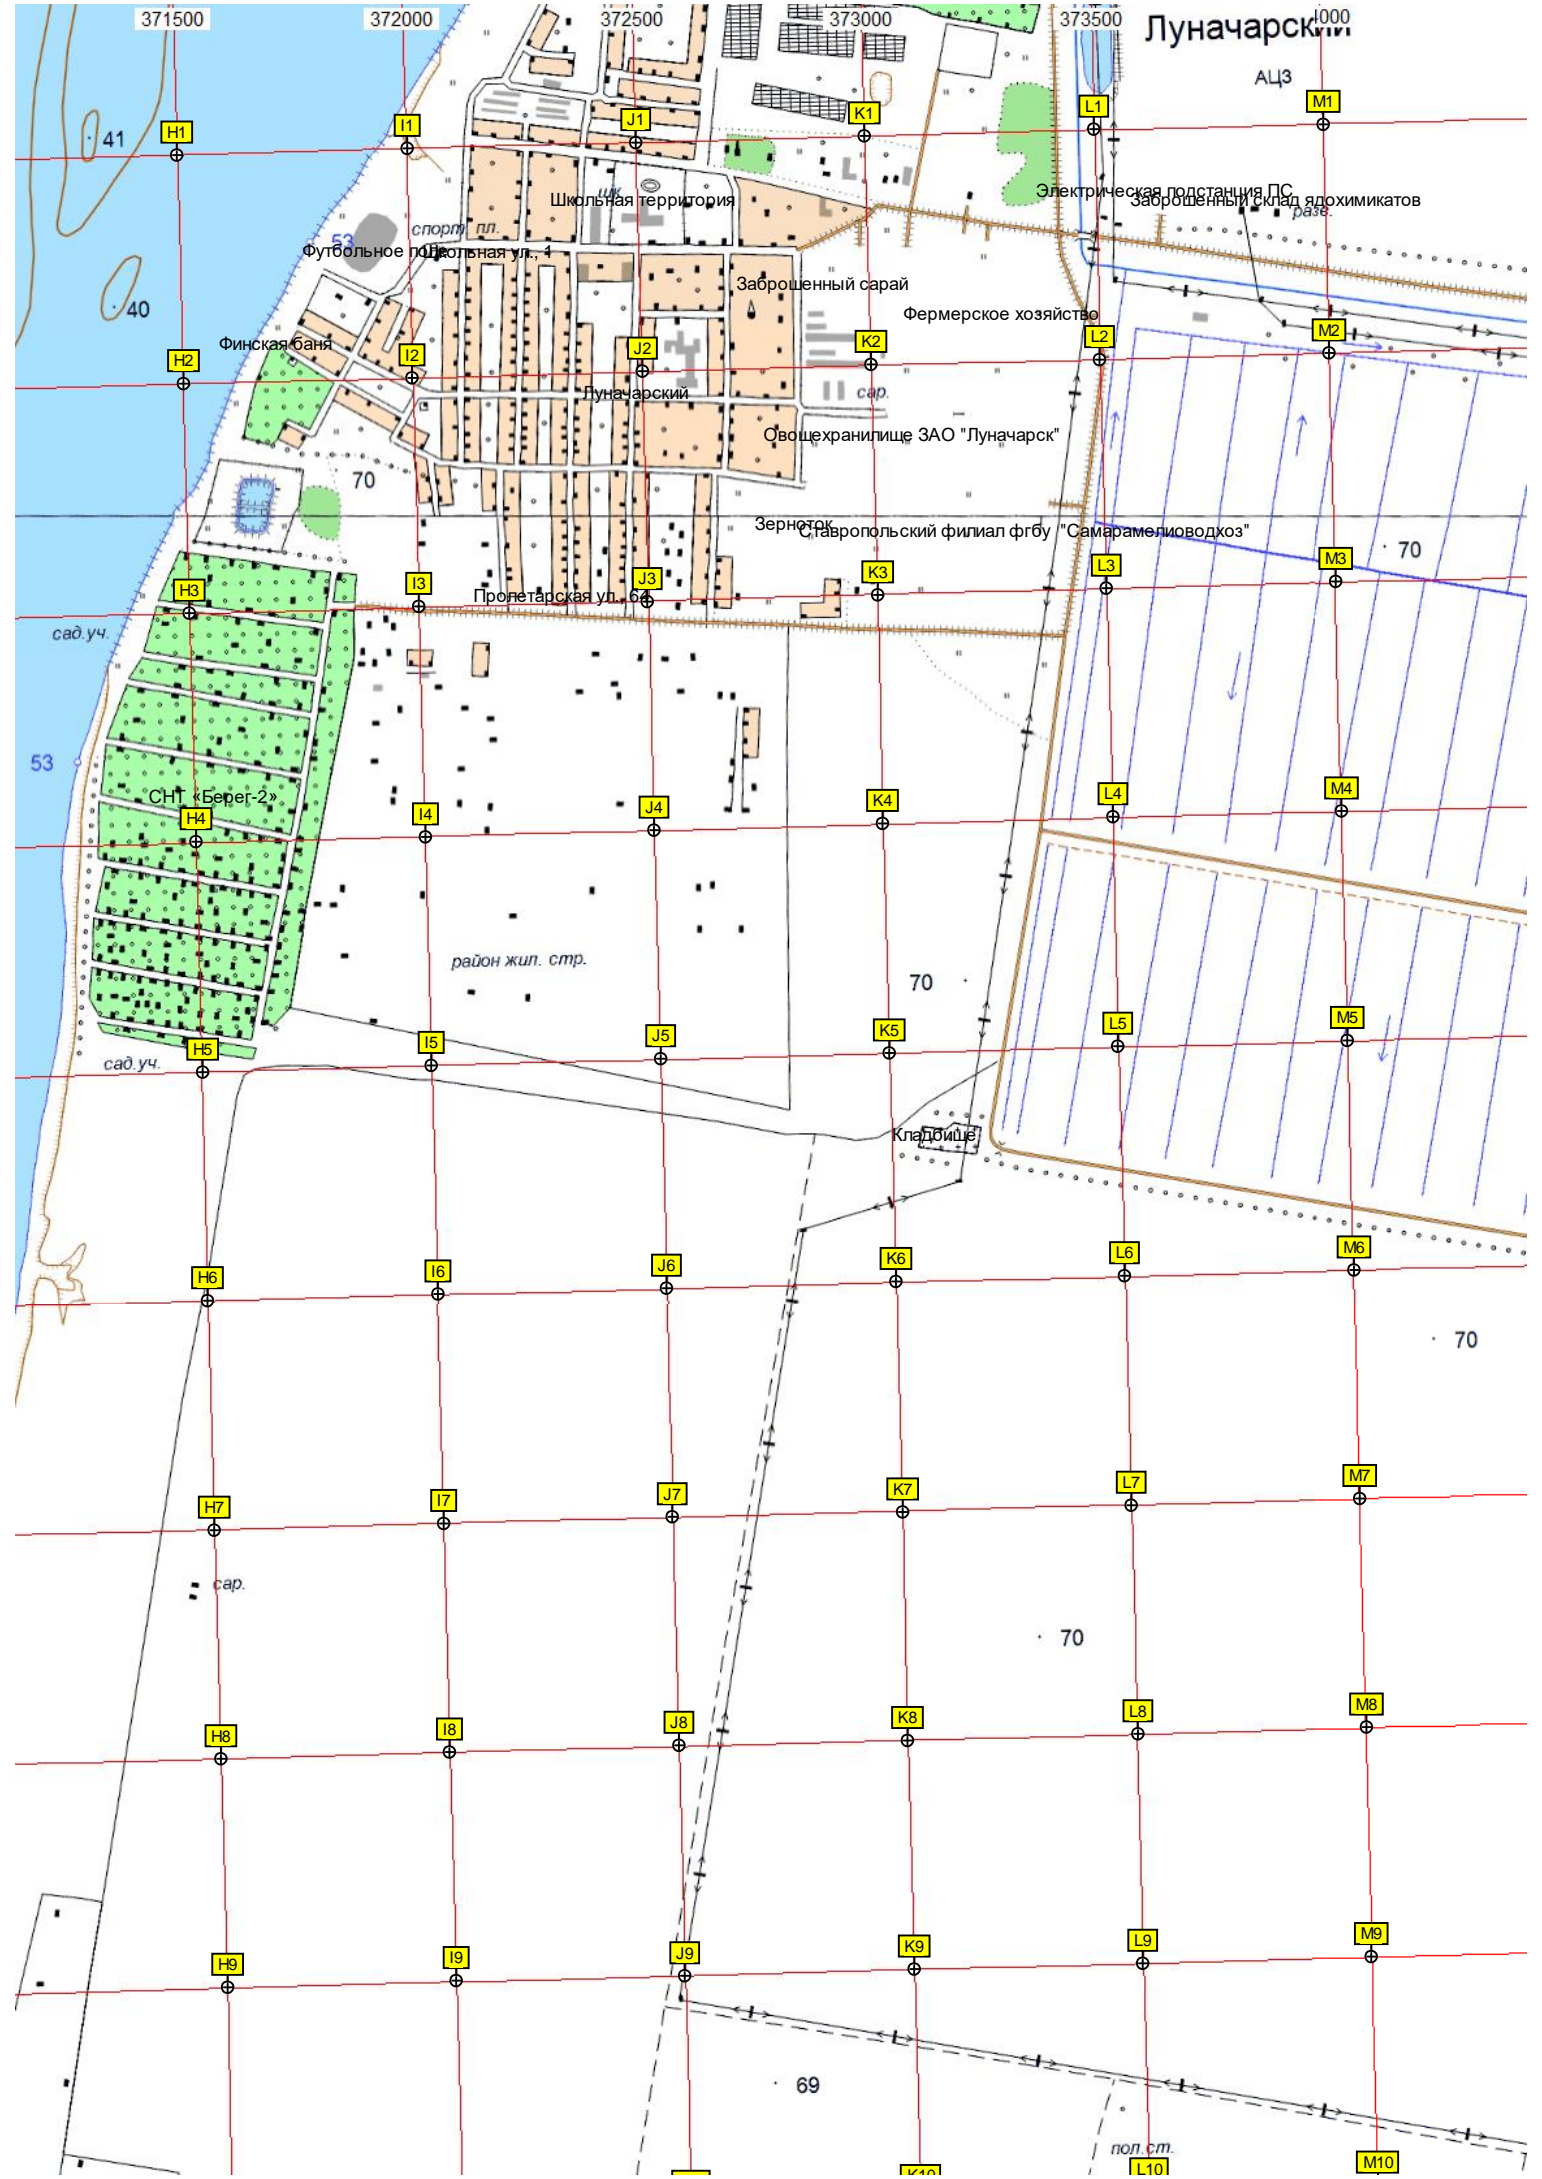 371500 372000 372500 373000 373500 000
Луначарский
АЦЗ
41 H1 I1 J1 K1 L1 M1
шк.
Школьная территория
Электрическая подстанция ПС
Заброшенный склад ядохимикатов
разв.
спорт. пл.
53
Футбольное поле
Школьная ул., 1
Заброшенный сарай
40
Фермерское хозяйство
Финская баня
H2 I2 J2 K2 L2 M2
Луначарский
сар.
Овощехранилище ЗАО "Луначарск"
70
Зерноток
Ставропольский филиал фгбу "Самарамелиоводхоз"
70
H3 I3 J3 K3 L3 M3
Пролетарская ул., 64
сад.уч.
53
СНТ «Берег-2»
H4 I4 J4 K4 L4 M4
район жил. стр.
70
H5 I5 J5 K5 L5 M5
сад.уч.
Кладбище
H6 I6 J6 K6 L6 M6
70
H7 I7 J7 K7 L7 M7
сар.
70
H8 I8 J8 K8 L8 M8
H9 I9 J9 K9 L9 M9
69
пол.ст.
K10 L10 M10